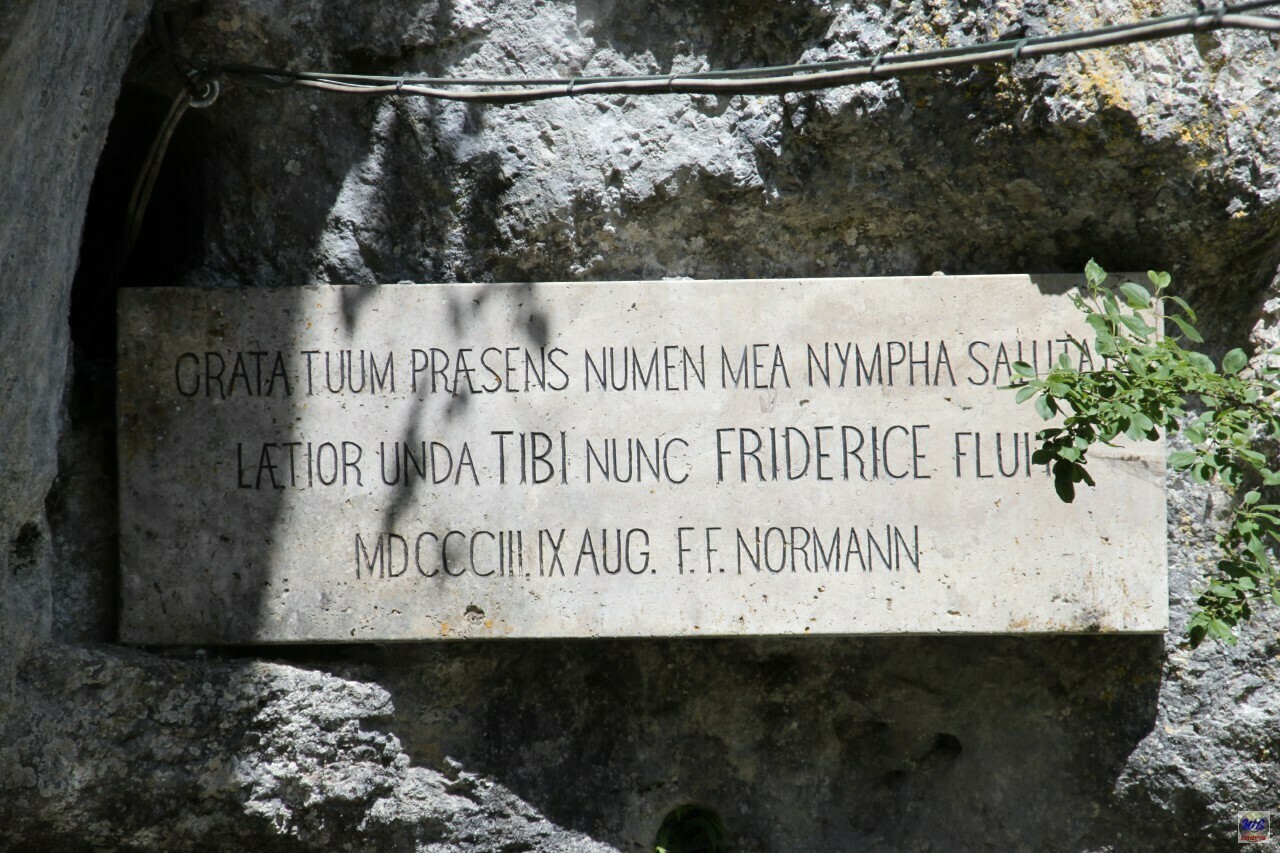 GRATA TUUM PRÆSENS NUMEN MEA NYMPHA
LÆTIOR UNDA TIBI NUNC FRIDERICE
MDCCCIII. IX AUG. F. F. NORMANN